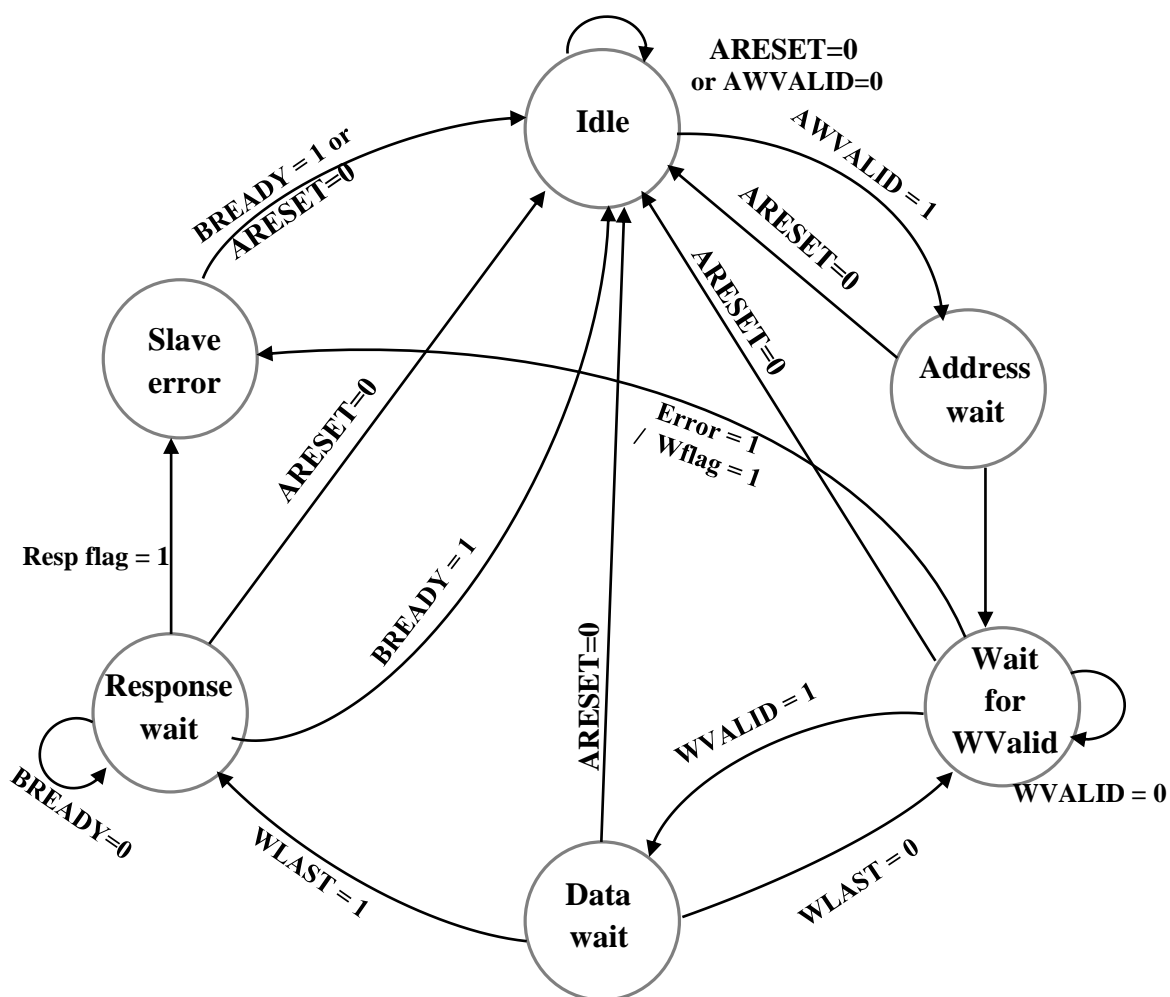 ARESET=0
or AWVALID=0
Idle
AWVALID = 1
BREADY = 1 or
ARESET=0
ARESET=0
ARESET=0
Slave
error
Address
wait
ARESET=0
Error = 1
/ Wflag = 1
Resp flag = 1
BREADY = 1
ARESET=0
Response
wait
Wait
for
WValid
WVALID = 1
WVALID = 0
BREADY=0
WLAST = 1
WLAST = 0
Data
wait